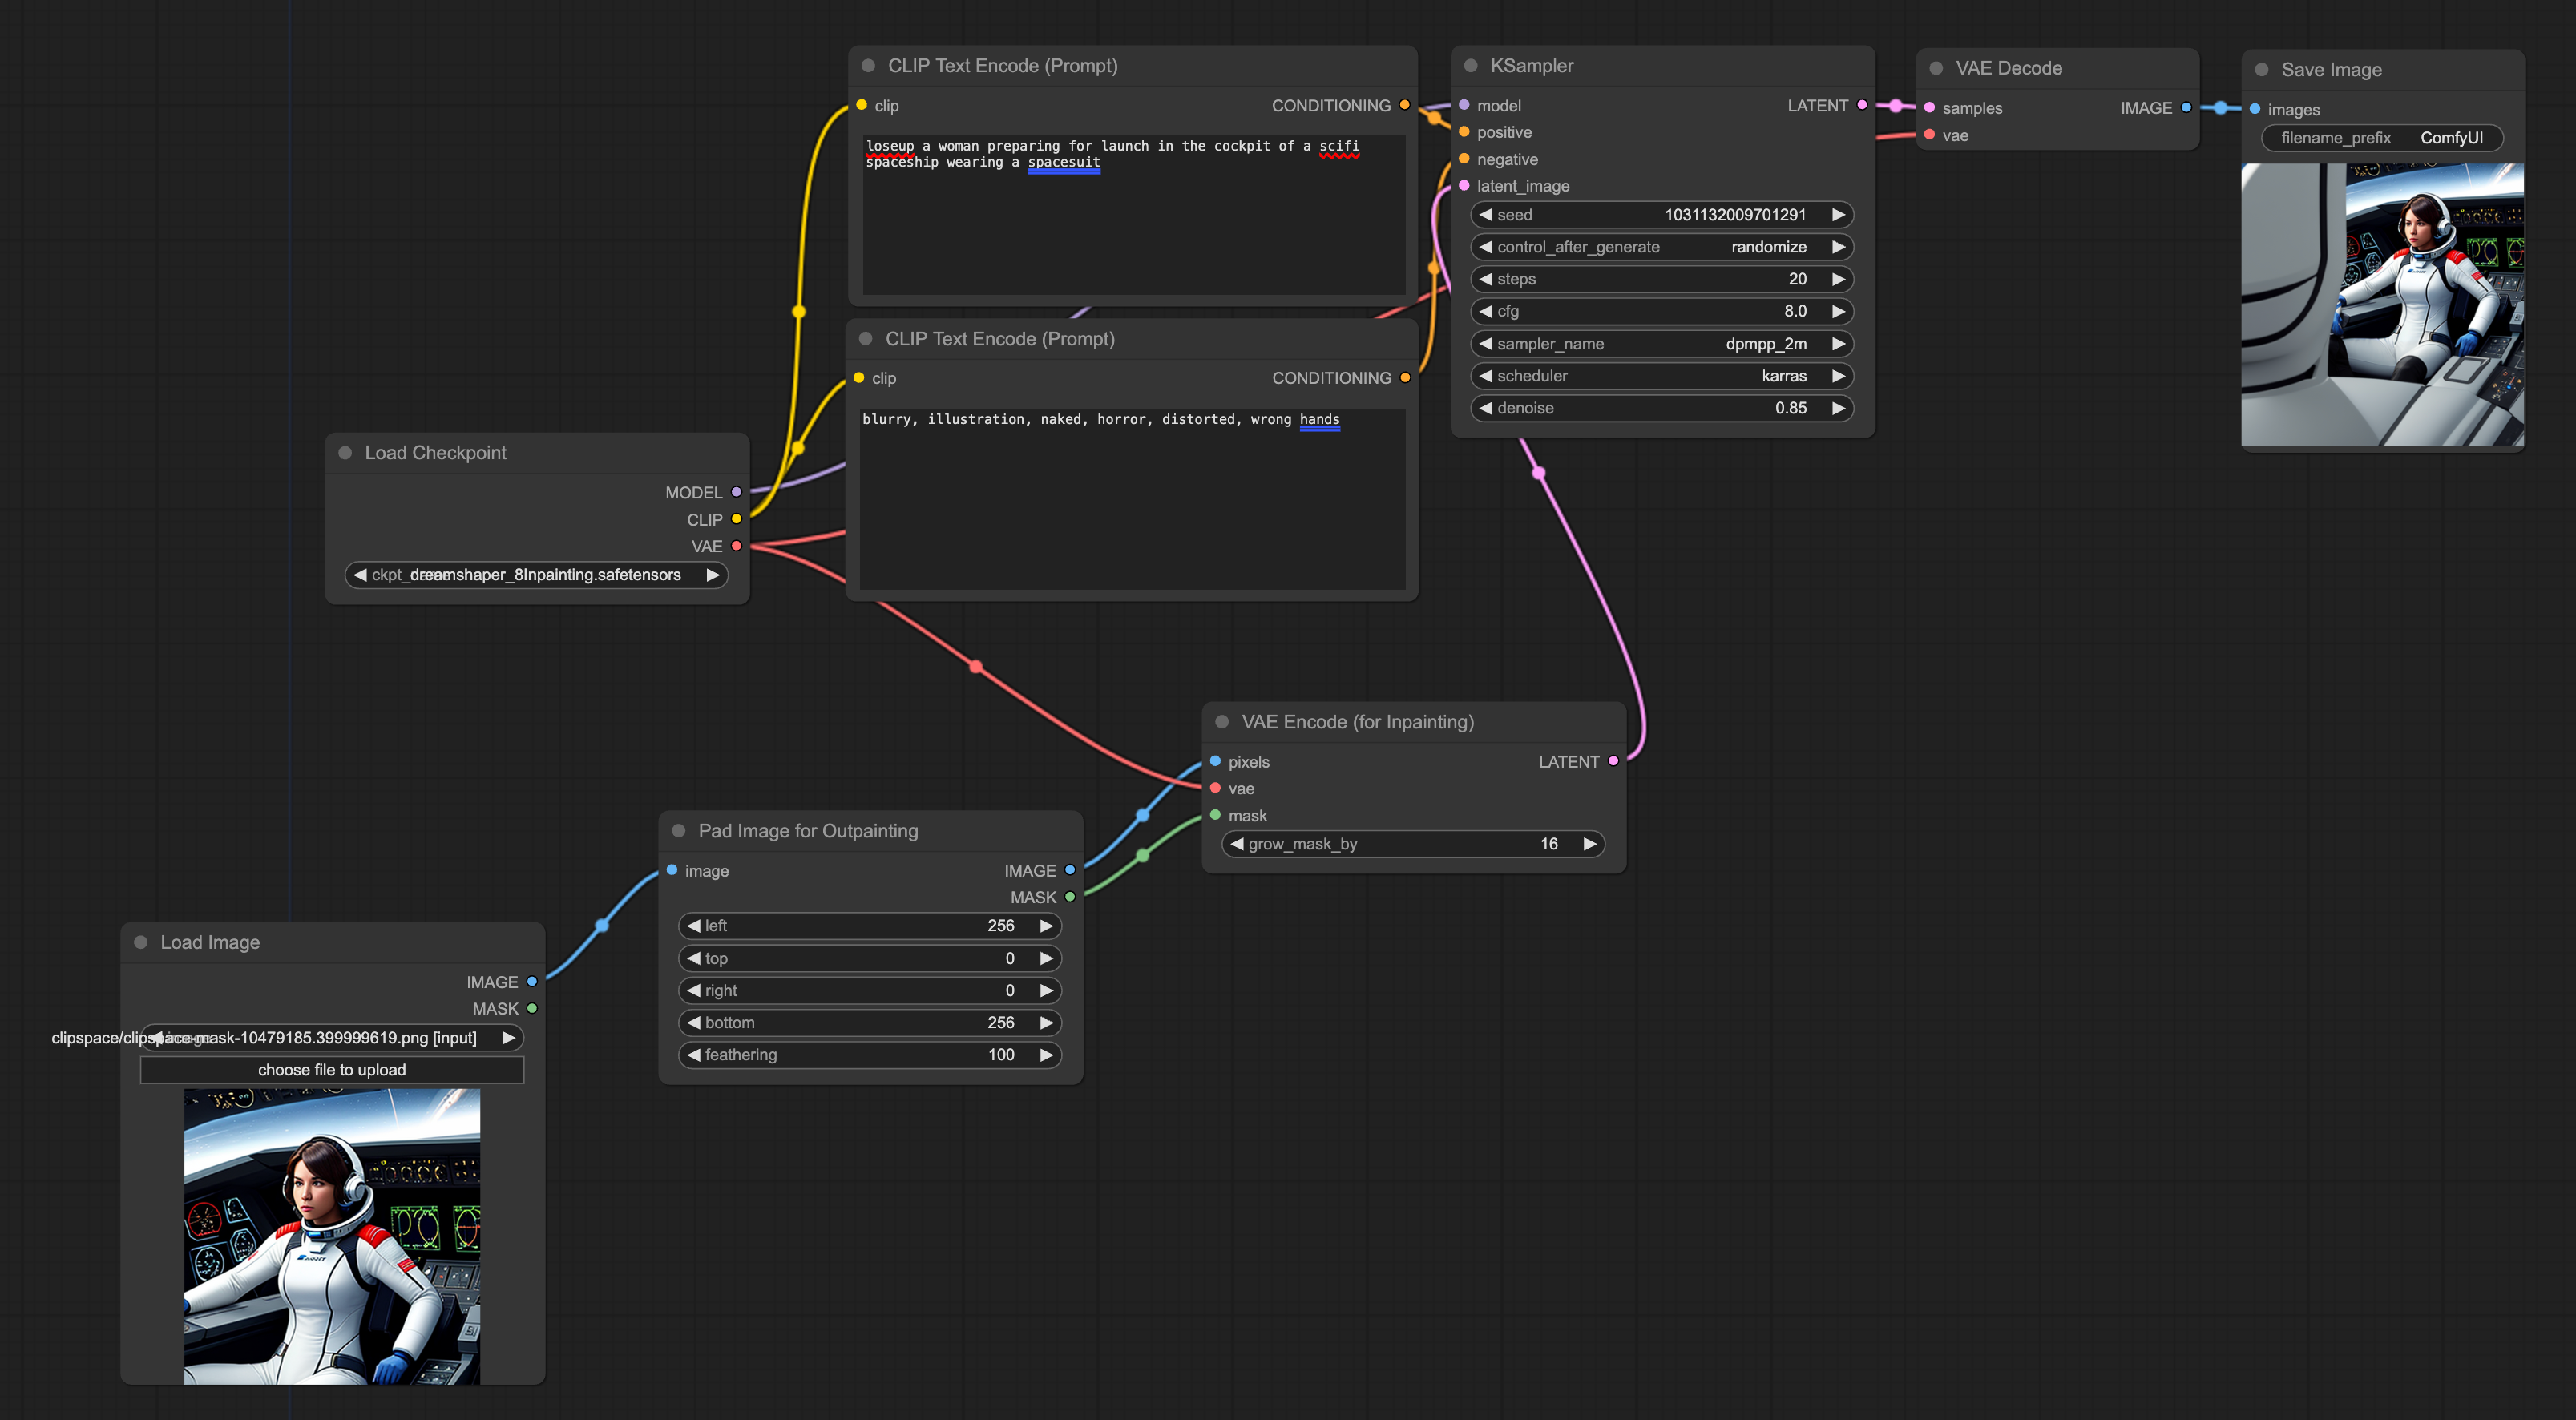 CLIP Text Encode (Prompt)
clip CONDITIONING
loseup a woman preparing for launch in the cockpit of a scifi
spaceship wearing a spacesuit
CLIP Text Encode (Prompt)
clip CONDITIONING
blurry, illustration, naked, horror, distorted, wrong hands
KSampler
model LATENT
positive
negative
latent_image
seed 1031132009701291
control_after_generate randomize
steps 20
cfg 8.0
sampler_name dpmpp_2m
scheduler karras
denoise 0.85
VAE Decode
samples IMAGE
vae
Save Image
images
filename_prefix ComfyUI
Load Checkpoint
MODEL
CLIP
VAE
dreamshaper_8Inpainting.safetensors
VAE Encode (for Inpainting)
pixels LATENT
vae
mask
grow_mask_by 16
Pad Image for Outpainting
image IMAGE
MASK
left 256
top 0
right 0
bottom 256
feathering 100
Load Image
IMAGE
MASK
clipspace/clipspace-mask-10479185.399999619.png [input]
choose file to upload